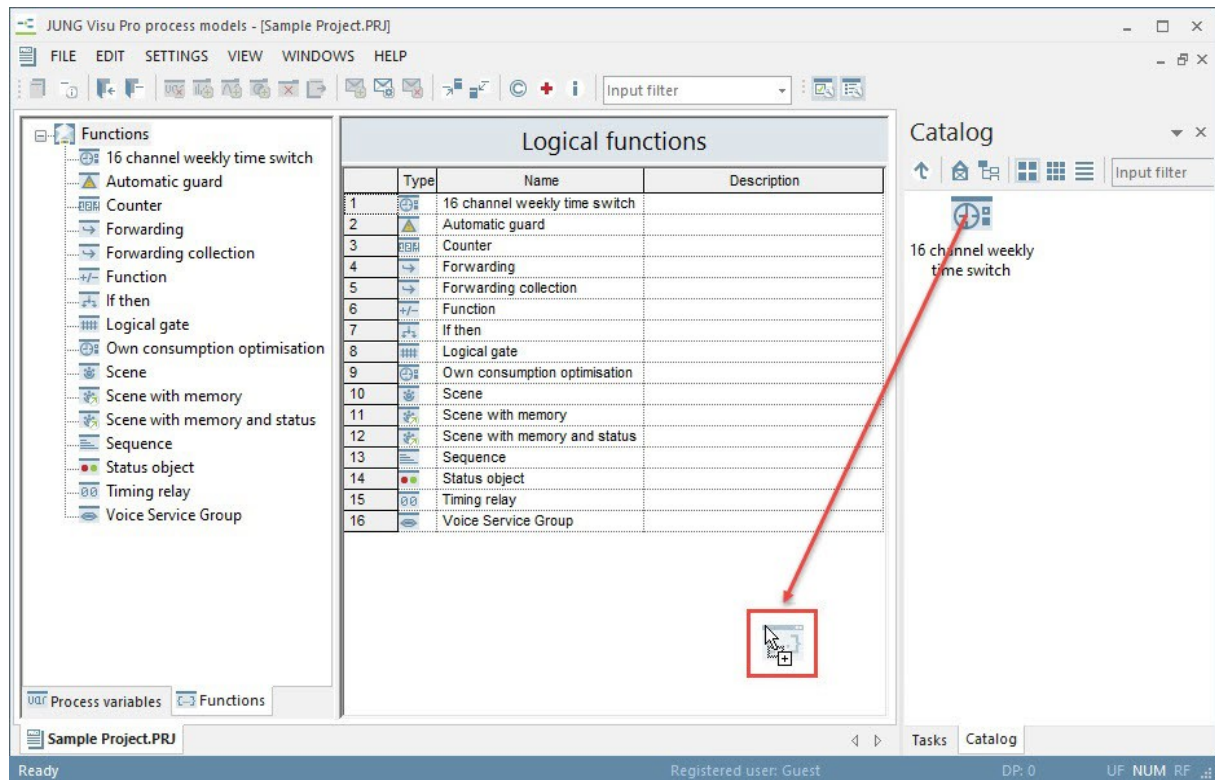 JUNG Visu Pro process models - [Sample Project.PRJ]
FILE EDIT SETTINGS VIEW WINDOWS HELP
Input filter
Functions
16 channel weekly time switch
Automatic guard
Counter
Forwarding
Forwarding collection
Function
If then
Logical gate
Own consumption optimisation
Scene
Scene with memory
Scene with memory and status
Sequence
Status object
Timing relay
Voice Service Group
Process variables Functions
Logical functions
Type Name Description
1 16 channel weekly time switch
2 Automatic guard
3 Counter
4 Forwarding
5 Forwarding collection
6 Function
7 If then
8 Logical gate
9 Own consumption optimisation
10 Scene
11 Scene with memory
12 Scene with memory and status
13 Sequence
14 Status object
15 Timing relay
16 Voice Service Group
Catalog
Input filter
16 channel weekly
time switch
Sample Project.PRJ
Tasks Catalog
Ready Registered user: Guest DP: 0 UF NUM RF